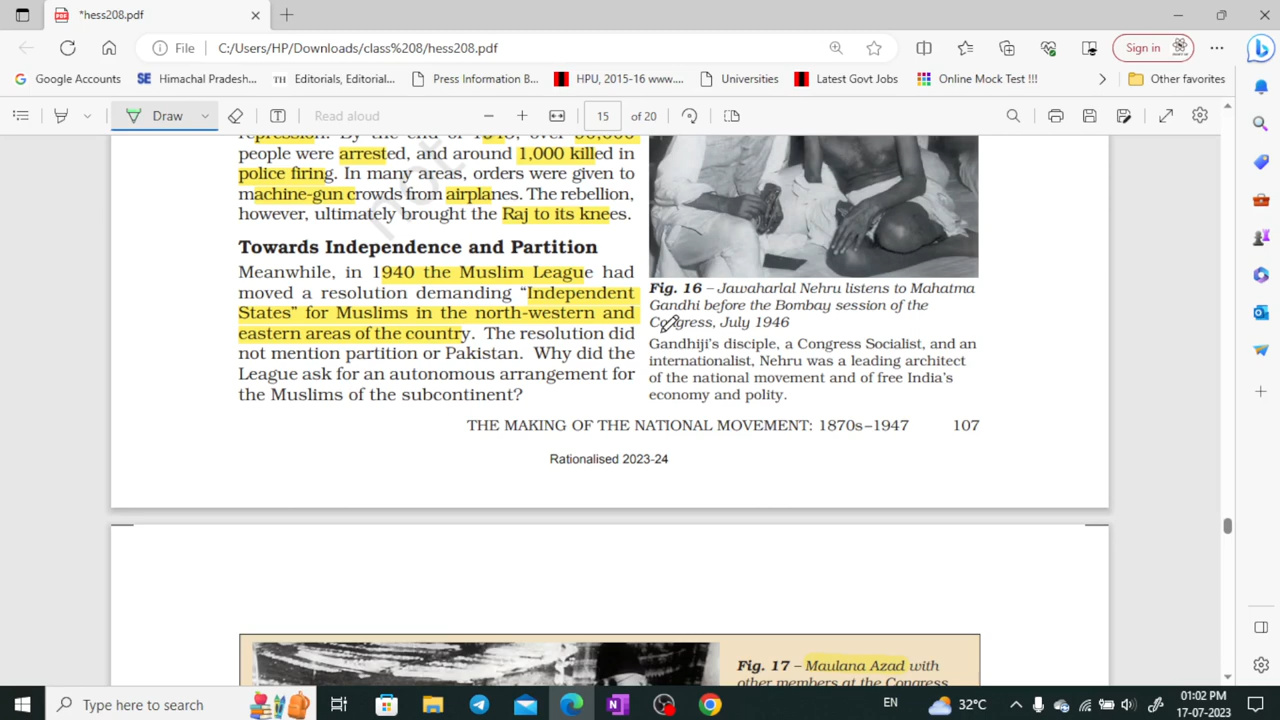 *hess208.pdf
File
C:/Users/HP/Downloads/class%208/hess208.pdf
Sign in
Google Accounts
SE Himachal Pradesh...
TH Editorials, Editorial...
Press Information B...
HPU, 2015-16 www....
Universities
Latest Govt Jobs
Online Mock Test !!!
Other favorites
Draw
Read aloud
15 of 20
people were arrested, and around 1,000 killed in
police firing. In many areas, orders were given to
machine-gun crowds from airplanes. The rebellion,
however, ultimately brought the Raj to its knees.
Towards Independence and Partition
Meanwhile, in 1940 the Muslim League had
moved a resolution demanding “Independent
States” for Muslims in the north-western and
eastern areas of the country. The resolution did
not mention partition or Pakistan. Why did the
League ask for an autonomous arrangement for
the Muslims of the subcontinent?
not
Fig. 16 – Jawaharlal Nehru listens to Mahatma
Gandhi before the Bombay session of the
Congress, July 1946
Gandhiji’s disciple, a Congress Socialist, and an
internationalist, Nehru was a leading architect
of the national movement and of free India’s
economy and polity.
THE MAKING OF THE NATIONAL MOVEMENT: 1870s–1947 107
Rationalised 2023-24
Fig. 17 – Maulana Azad with
other members at the Congress
Type here to search
EN
32°C
01:02 PM
17-07-2023